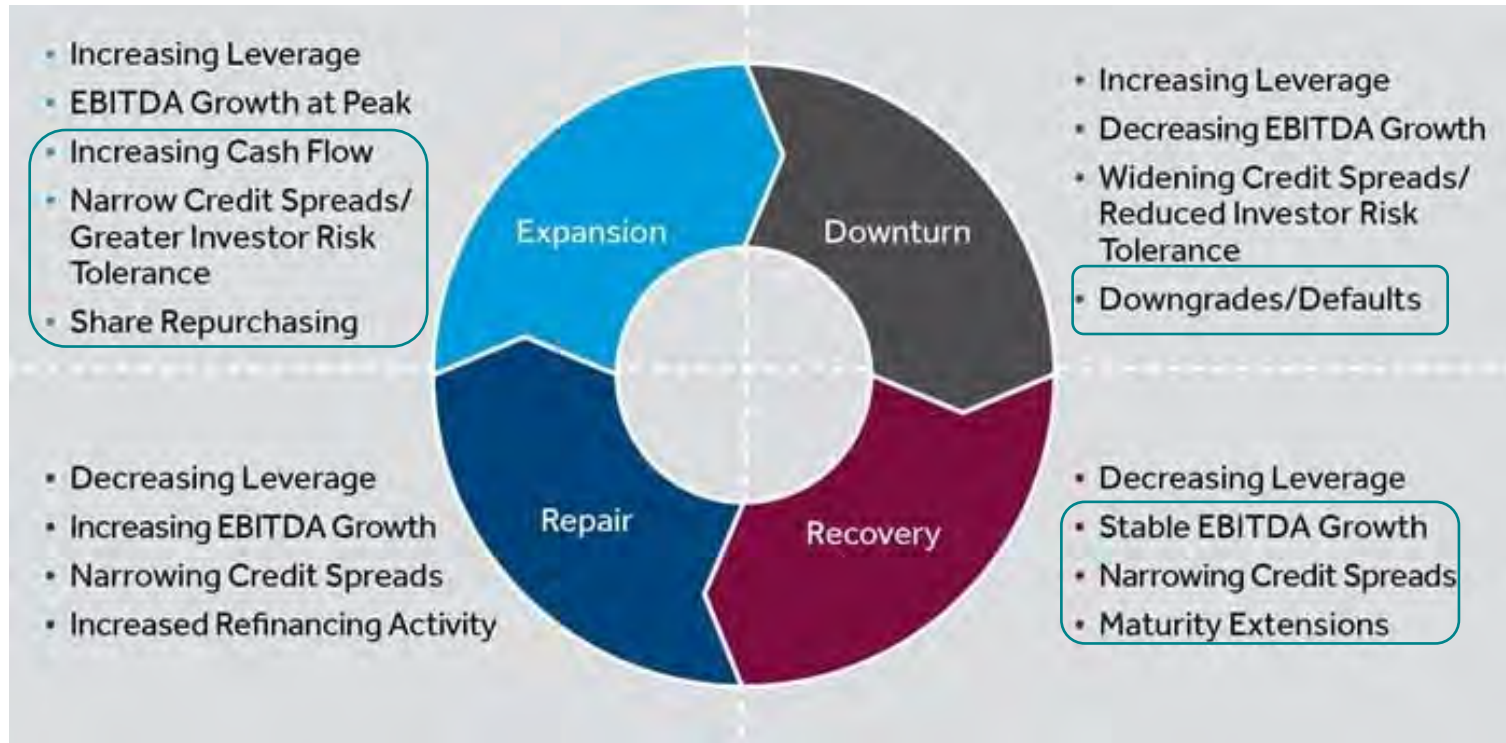 • Increasing Leverage
• EBITDA Growth at Peak
• Increasing Cash Flow
• Narrow Credit Spreads/
Greater Investor Risk
Tolerance
• Share Repurchasing
Expansion
Downturn
• Increasing Leverage
• Decreasing EBITDA Growth
• Widening Credit Spreads/
Reduced Investor Risk
Tolerance
• Downgrades/Defaults
• Decreasing Leverage
• Increasing EBITDA Growth
• Narrowing Credit Spreads
• Increased Refinancing Activity
Repair
Recovery
• Decreasing Leverage
• Stable EBITDA Growth
• Narrowing Credit Spreads
• Maturity Extensions